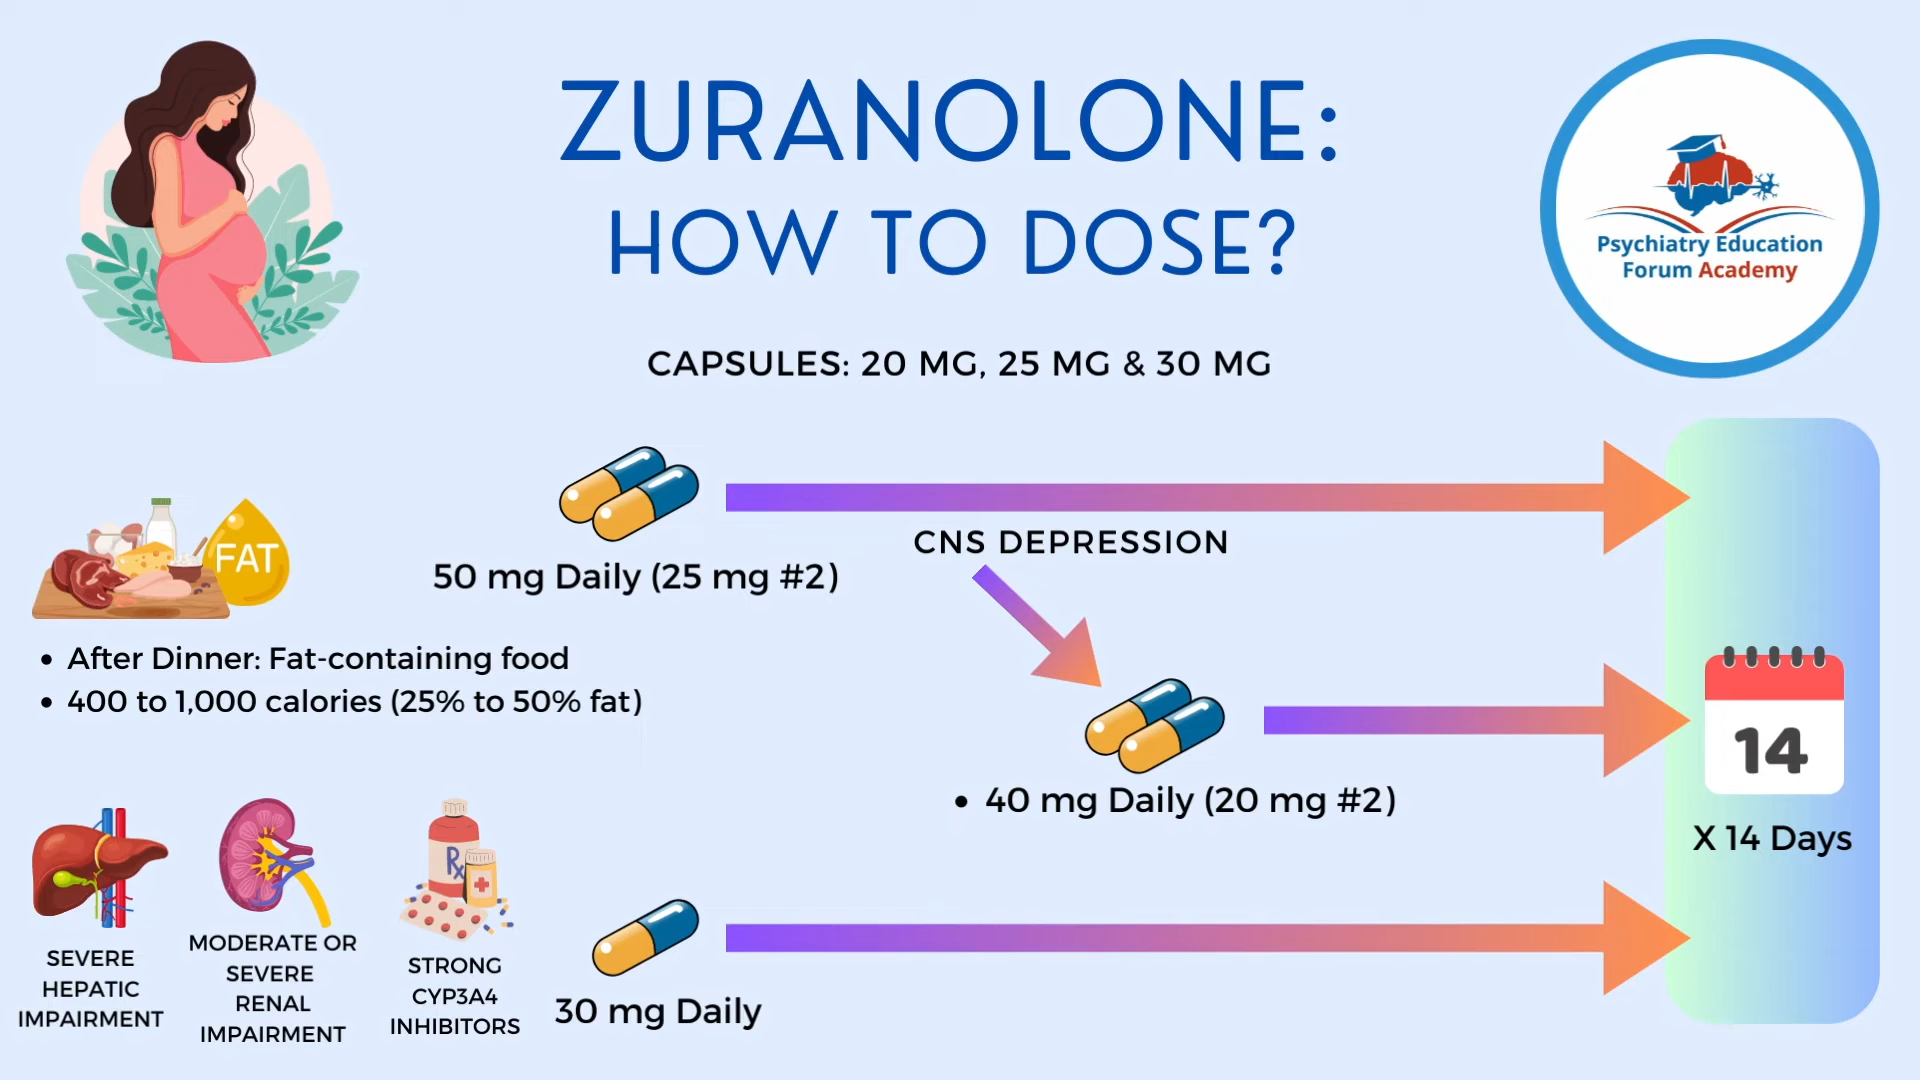 ZURANOLONE:
HOW TO DOSE?
Psychiatry Education
Forum Academy
CAPSULES: 20 MG, 25 MG & 30 MG
FAT
50 mg Daily (25 mg #2)
CNS DEPRESSION
• After Dinner: Fat-containing food
• 400 to 1,000 calories (25% to 50% fat)
• 40 mg Daily (20 mg #2)
14
X 14 Days
Rx
SEVERE
HEPATIC
IMPAIRMENT
MODERATE OR
SEVERE
RENAL
IMPAIRMENT
STRONG
CYP3A4
INHIBITORS
30 mg Daily